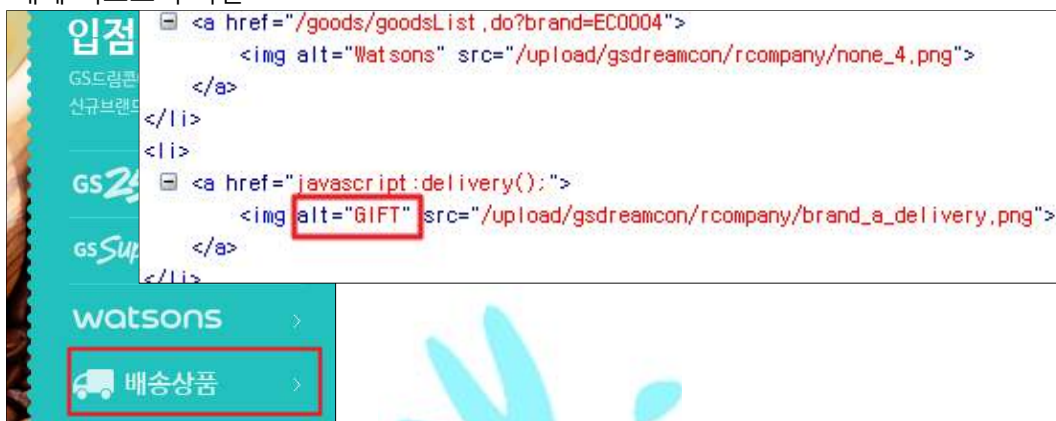 입점
GS드림콘
신규브랜드
<a href="/goods/goodsList.do?brand=EC0004">
<img alt="Watsons" src="/upload/gsdreamcon/rcompany/none_4.png">
</a>
</li>
<li>
<a href="javascript:delivery();">
<img alt="GIFT" src="/upload/gsdreamcon/rcompany/brand_a_delivery.png">
</a>
</li>
GS25
GS Sup
watsons >
배송상품 >